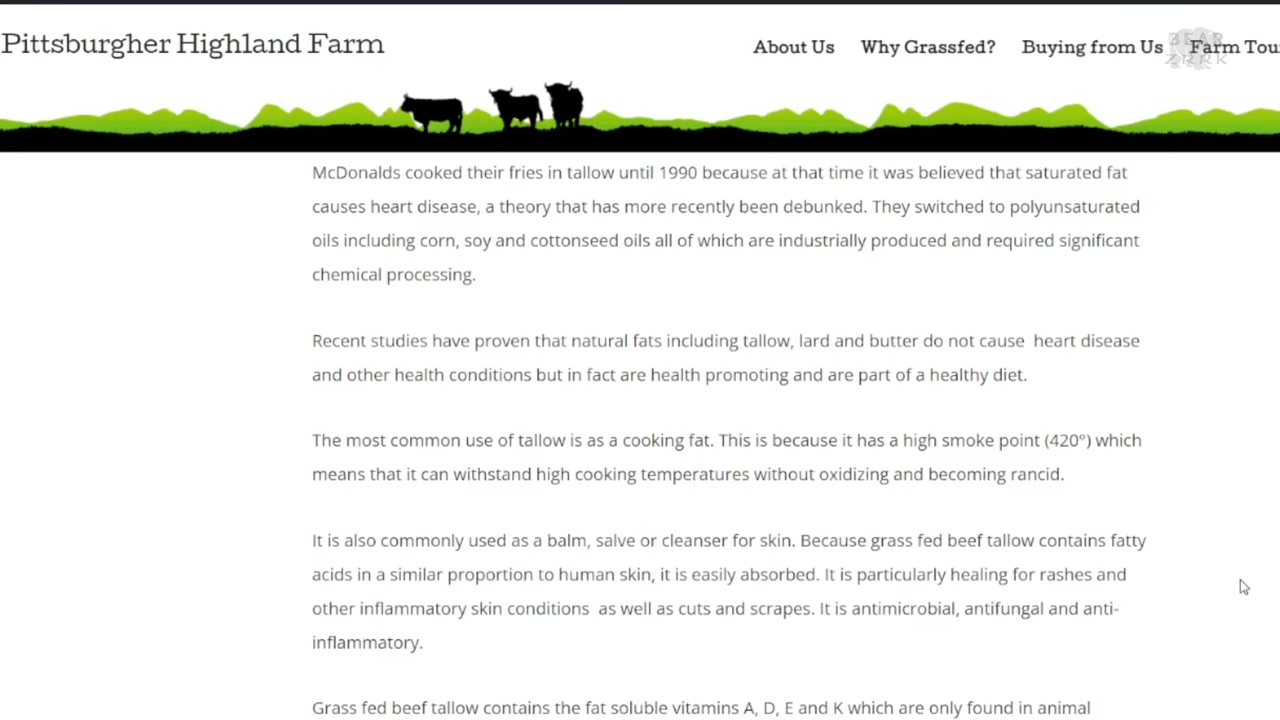 Pittsburgher Highland Farm
About Us Why Grassfed? Buying from Us Farm Tou
BEAR
McDonalds cooked their fries in tallow until 1990 because at that time it was believed that saturated fat
causes heart disease, a theory that has more recently been debunked. They switched to polyunsaturated
oils including corn, soy and cottonseed oils all of which are industrially produced and required significant
chemical processing.
Recent studies have proven that natural fats including tallow, lard and butter do not cause heart disease
and other health conditions but in fact are health promoting and are part of a healthy diet.
The most common use of tallow is as a cooking fat. This is because it has a high smoke point (420º) which
means that it can withstand high cooking temperatures without oxidizing and becoming rancid.
It is also commonly used as a balm, salve or cleanser for skin. Because grass fed beef tallow contains fatty
acids in a similar proportion to human skin, it is easily absorbed. It is particularly healing for rashes and
other inflammatory skin conditions as well as cuts and scrapes. It is antimicrobial, antifungal and anti-
inflammatory.
Grass fed beef tallow contains the fat soluble vitamins A, D, E and K which are only found in animal